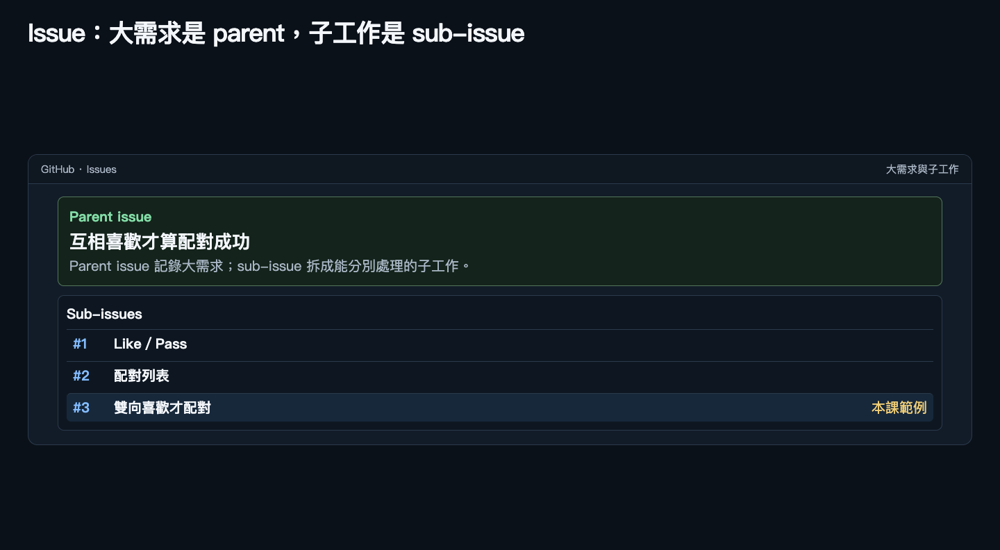 Issue：大需求是 parent，子工作是 sub-issue
GitHub · Issues
大需求與子工作
Parent issue
互相喜歡才算配對成功
Parent issue 記錄大需求；sub-issue 拆成能分別處理的子工作。
Sub-issues
#1 Like / Pass
#2 配對列表
#3 雙向喜歡才配對 本課範例